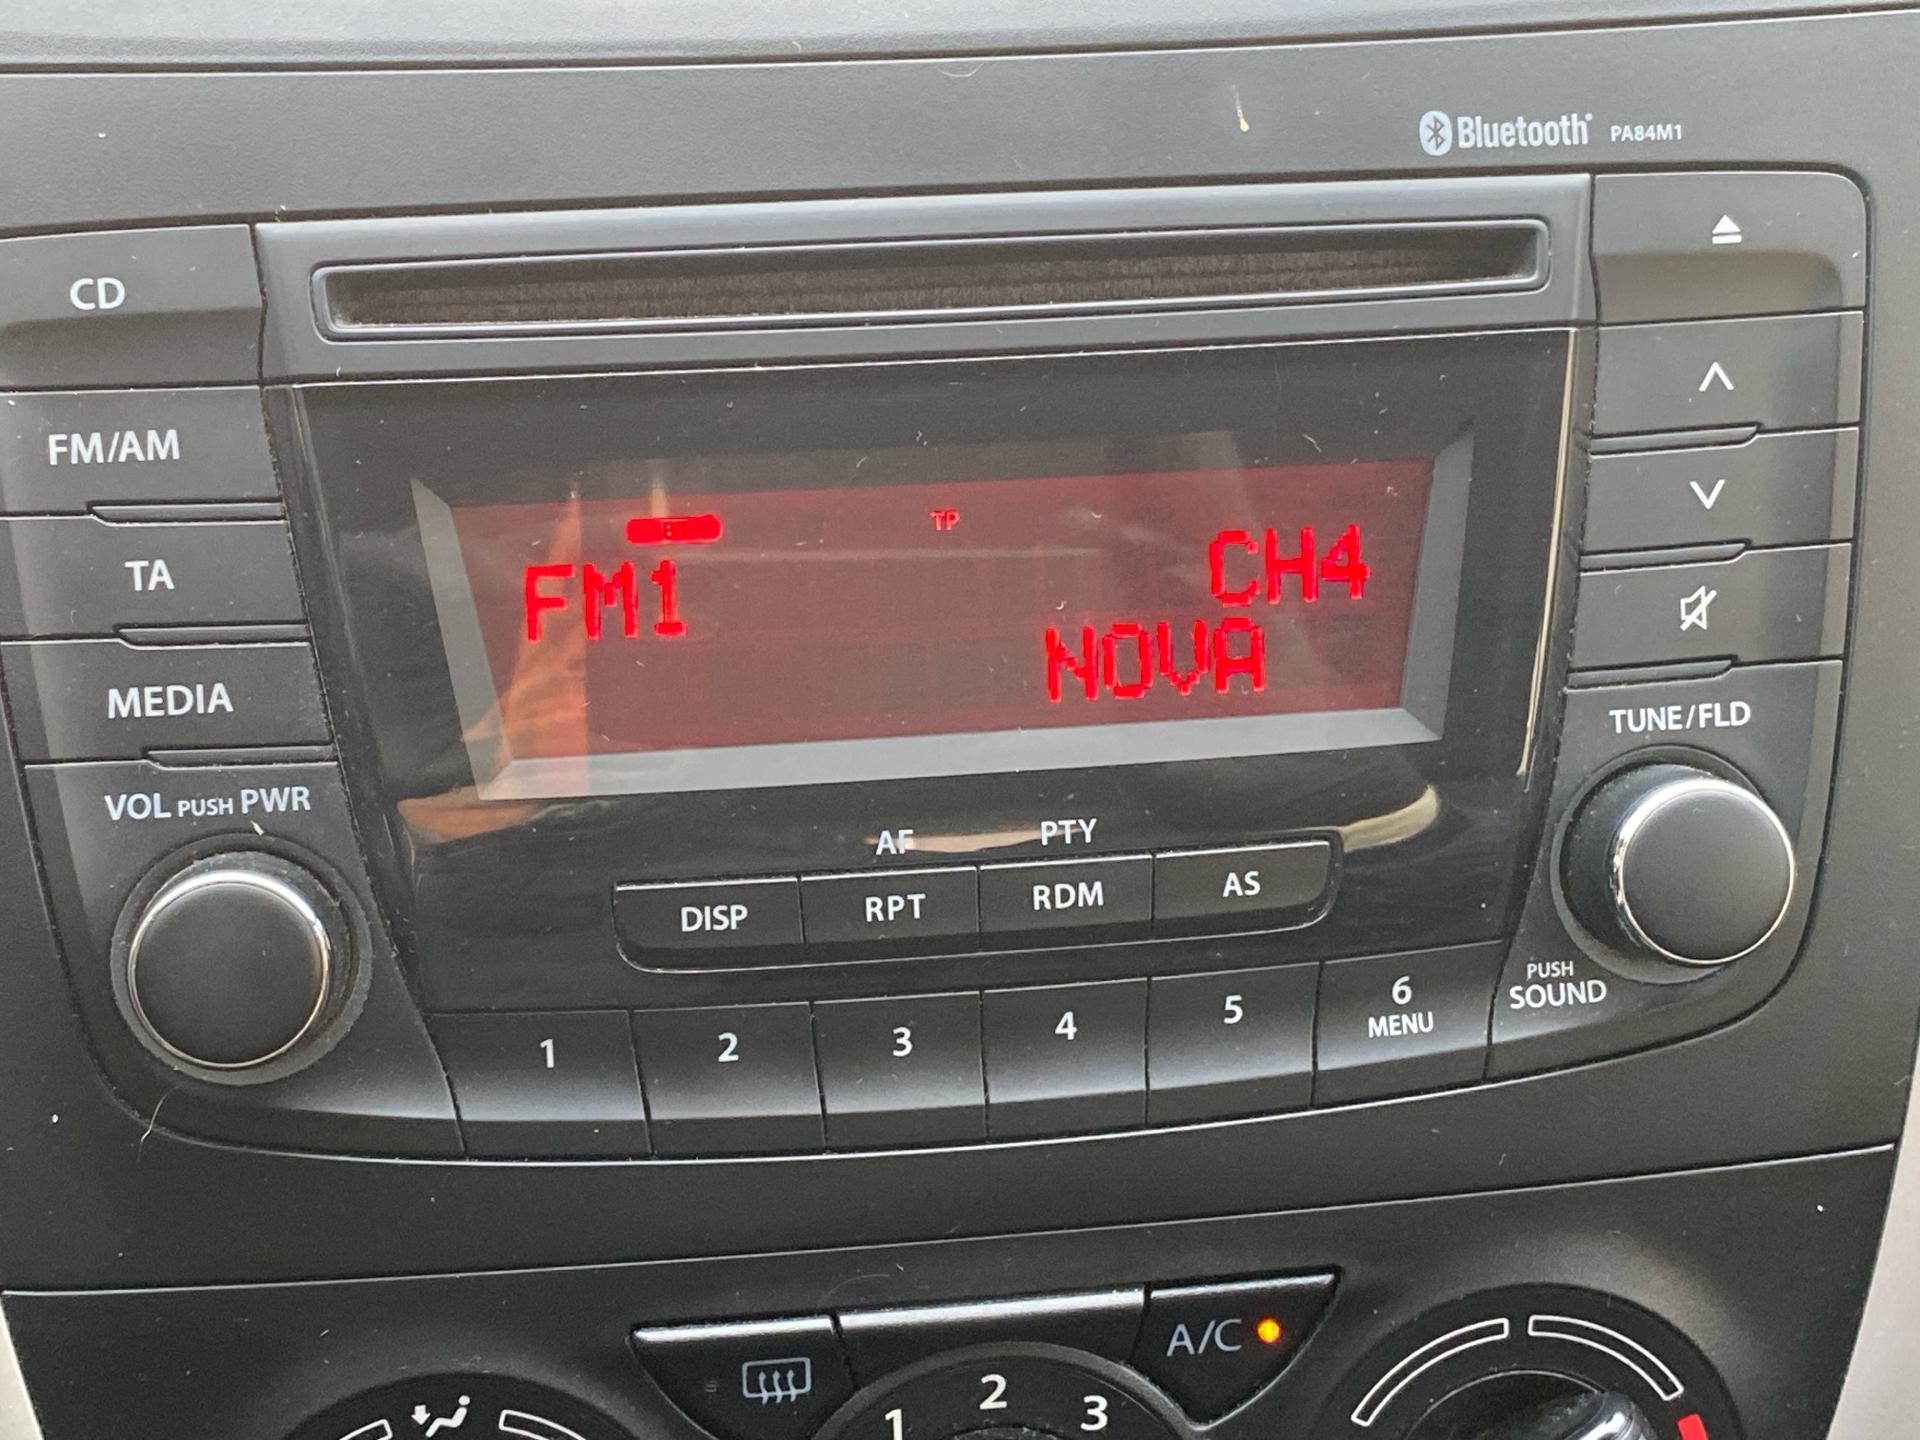 Bluetooth PA84M1
CD
FM/AM
TA
MEDIA
VOL PUSH PWR
TP
FM1
CH4
NOVA
TUNE/FLD
AF PTY
DISP RPT RDM AS
PUSH
SOUND
1 2 3 4 5 6
MENU
A/C
1 2 3